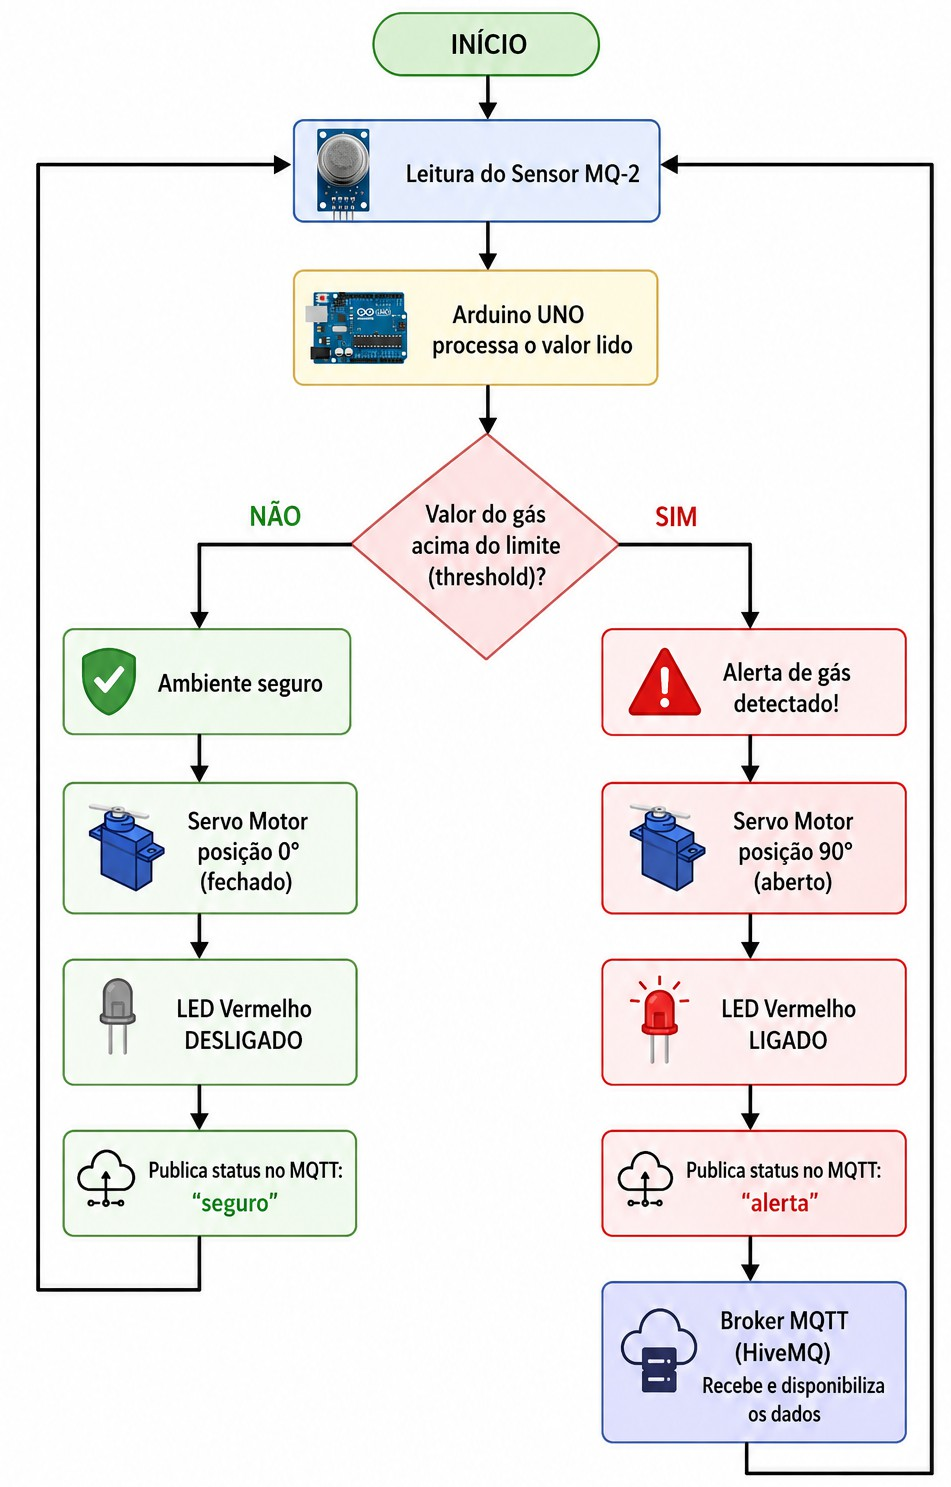 INÍCIO
Leitura do Sensor MQ-2
Arduino UNO
processa o valor lido
Valor do gás
acima do limite
(threshold)?
NÃO
SIM
Ambiente seguro
Servo Motor
posição 0°
(fechado)
LED Vermelho
DESLIGADO
Publica status no MQTT:
“seguro”
Alerta de gás
detectado!
Servo Motor
posição 90°
(aberto)
LED Vermelho
LIGADO
Publica status no MQTT:
“alerta”
Broker MQTT
(HiveMQ)
Recebe e disponibiliza
os dados